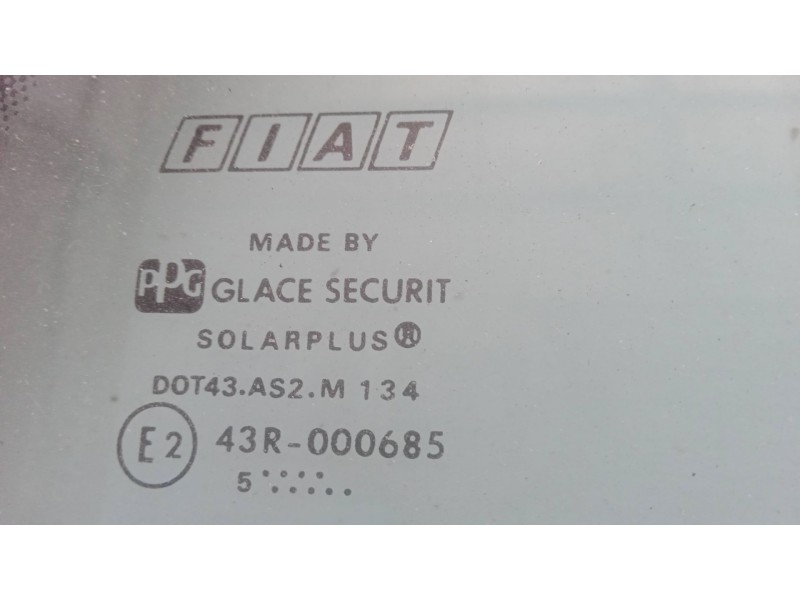 FIAT
MADE BY
PPG GLACE SECURIT
SOLARPLUS®
DOT43.AS2.M 134
E2 43R-000685
5